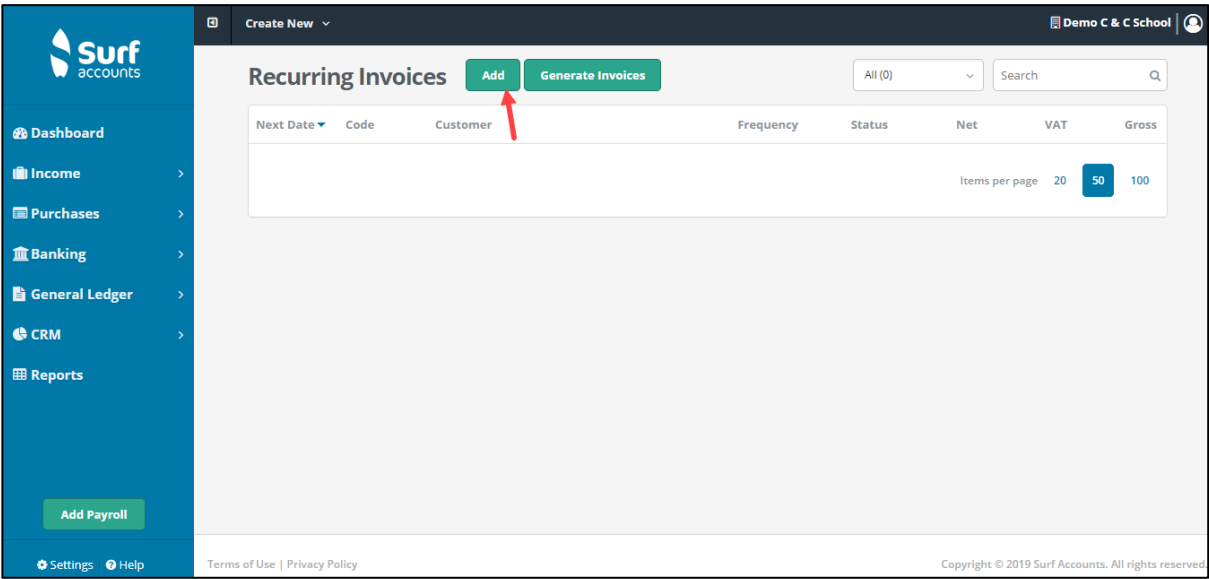 Surf
accounts
Create New
Demo C & C School
Recurring Invoices
Add
Generate Invoices
All (0)
Search
Next Date Code Customer Frequency Status Net VAT Gross
Items per page 20 50 100
Dashboard
Income
Purchases
Banking
General Ledger
CRM
Reports
Add Payroll
Settings Help
Terms of Use | Privacy Policy
Copyright © 2019 Surf Accounts. All rights reserved.